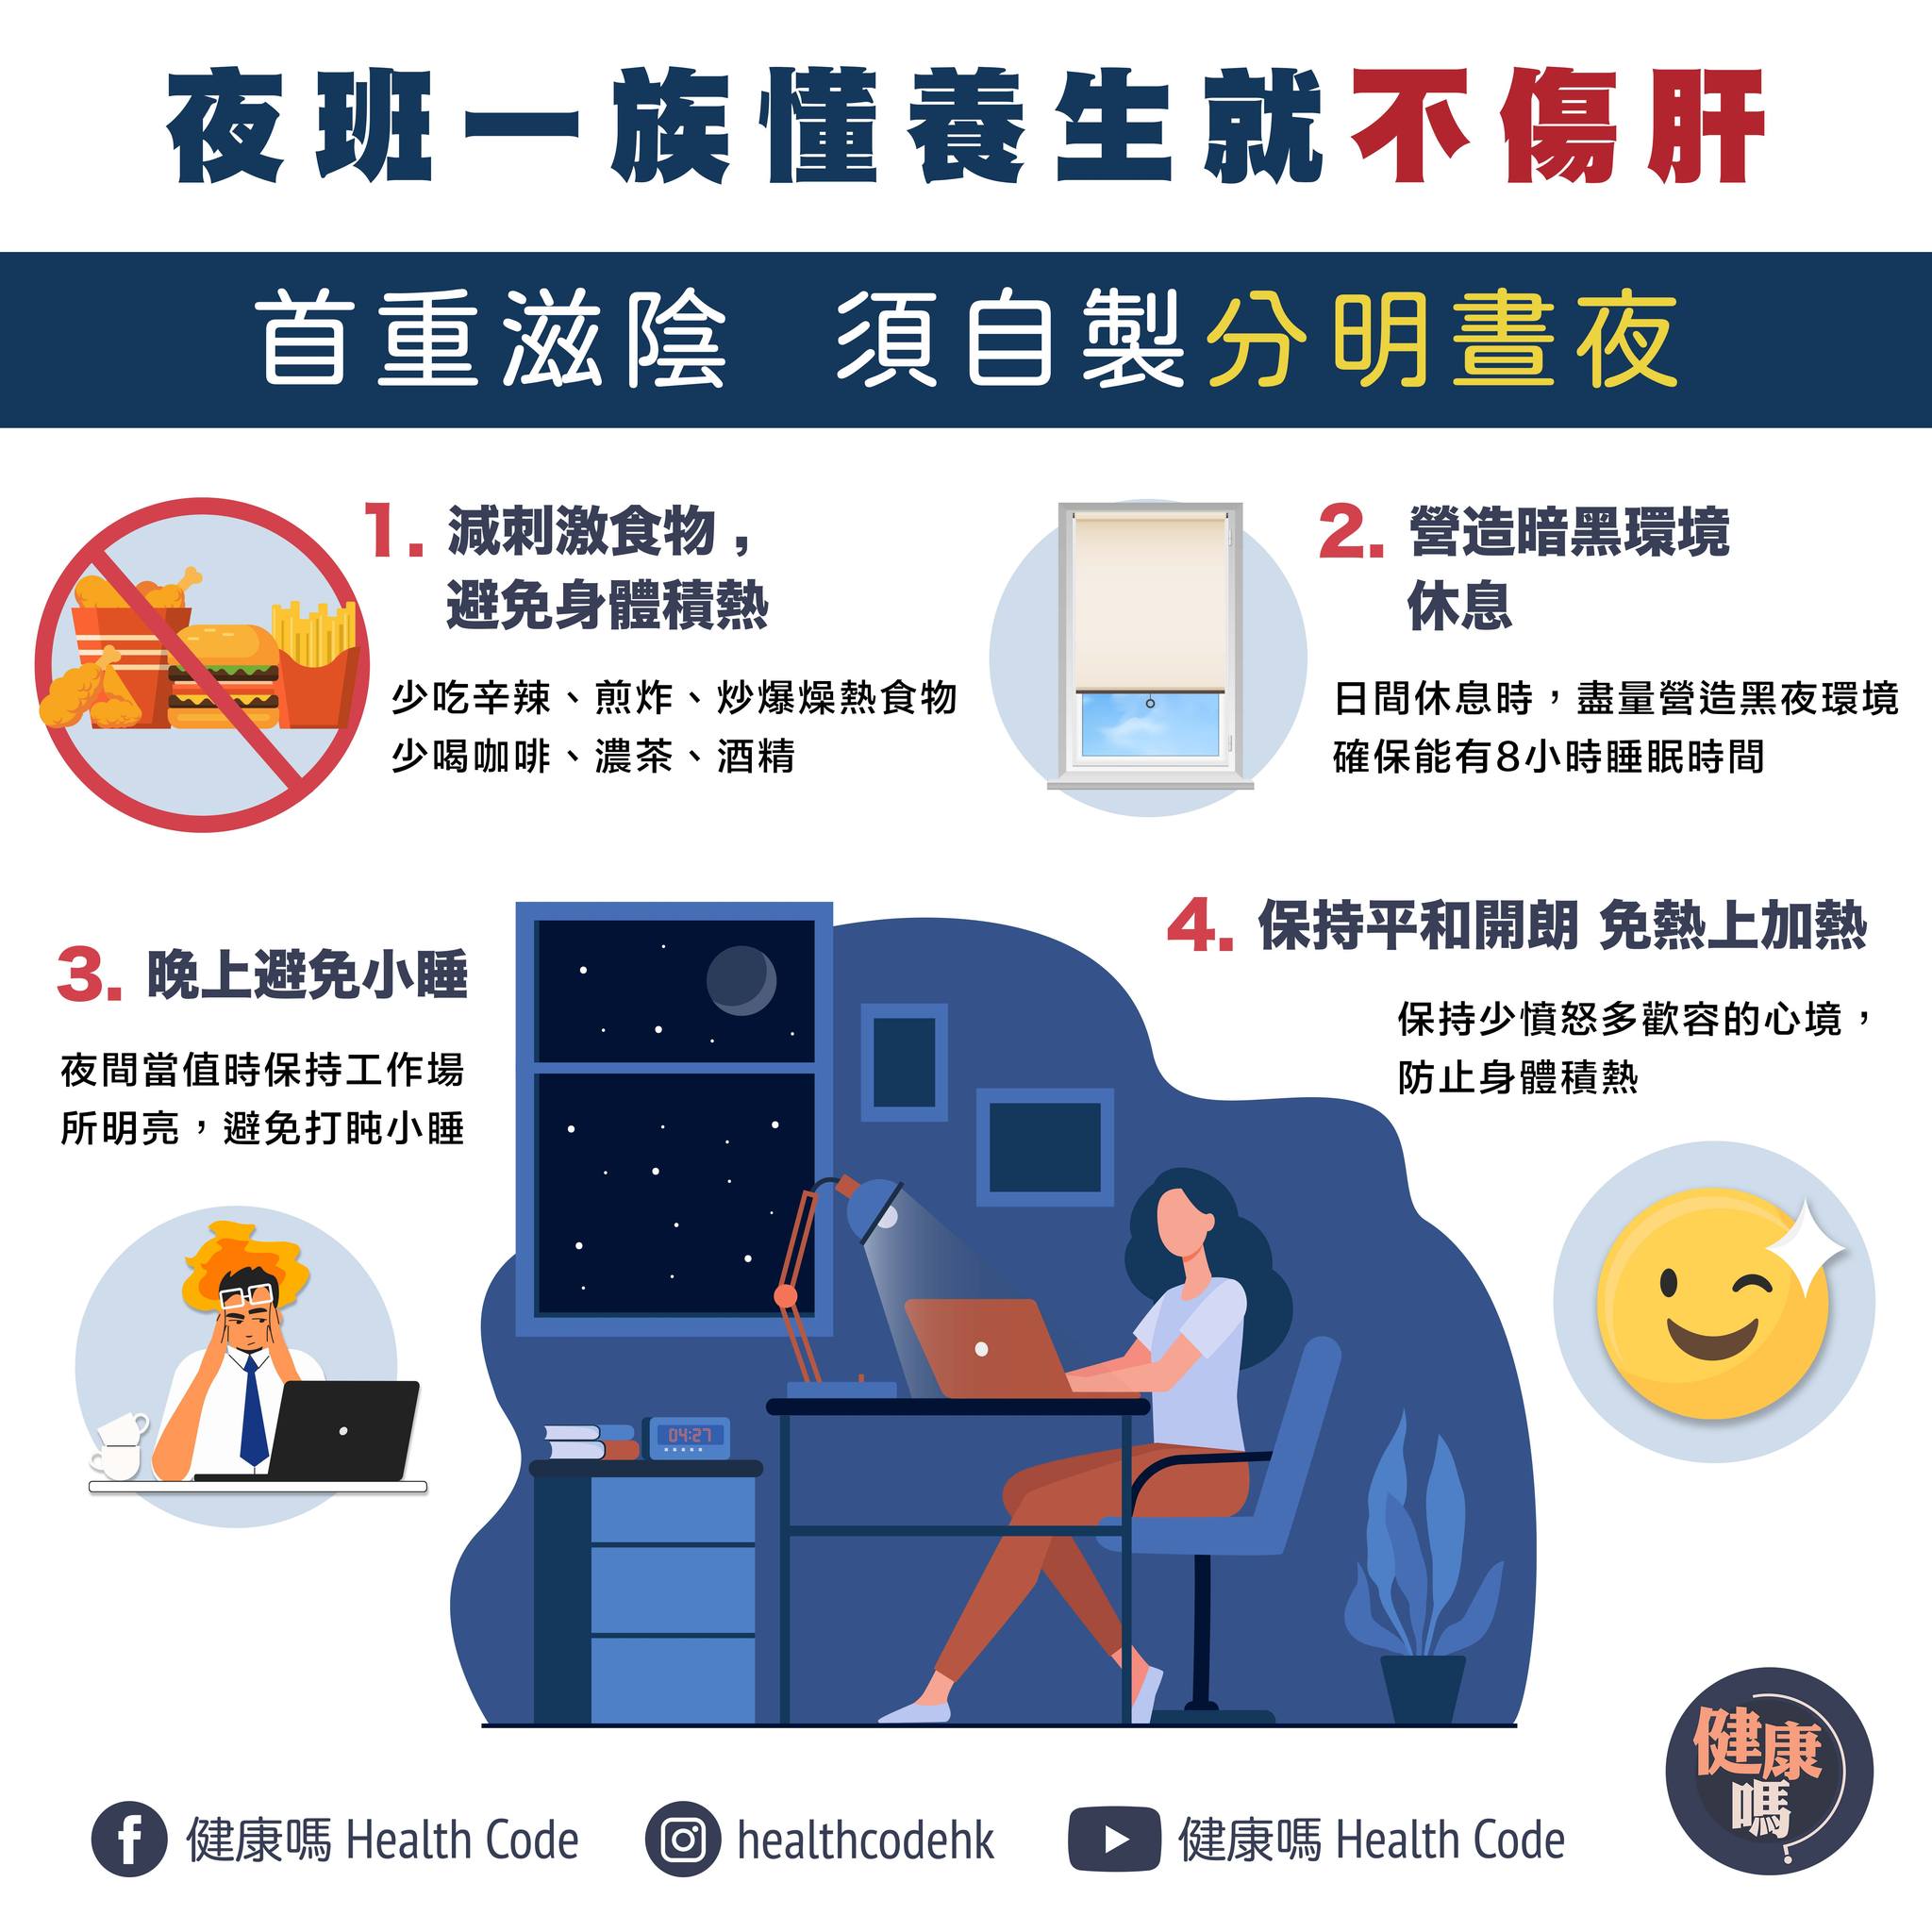 夜班一族懂養生就不傷肝
首重滋陰 須自製分明晝夜
1. 減刺激食物，
避免身體積熱
少吃辛辣、煎炸、炒爆燥熱食物
少喝咖啡、濃茶、酒精
2. 營造暗黑環境
休息
日間休息時，盡量營造黑夜環境
確保能有8小時睡眠時間
3. 晚上避免小睡
夜間當值時保持工作場
所明亮，避免打盹小睡
4. 保持平和開朗 免熱上加熱
保持少憤怒多歡容的心境，
防止身體積熱
04:27
健康嗎 Health Code
healthcodehk
健康嗎 Health Code
健康
嗎